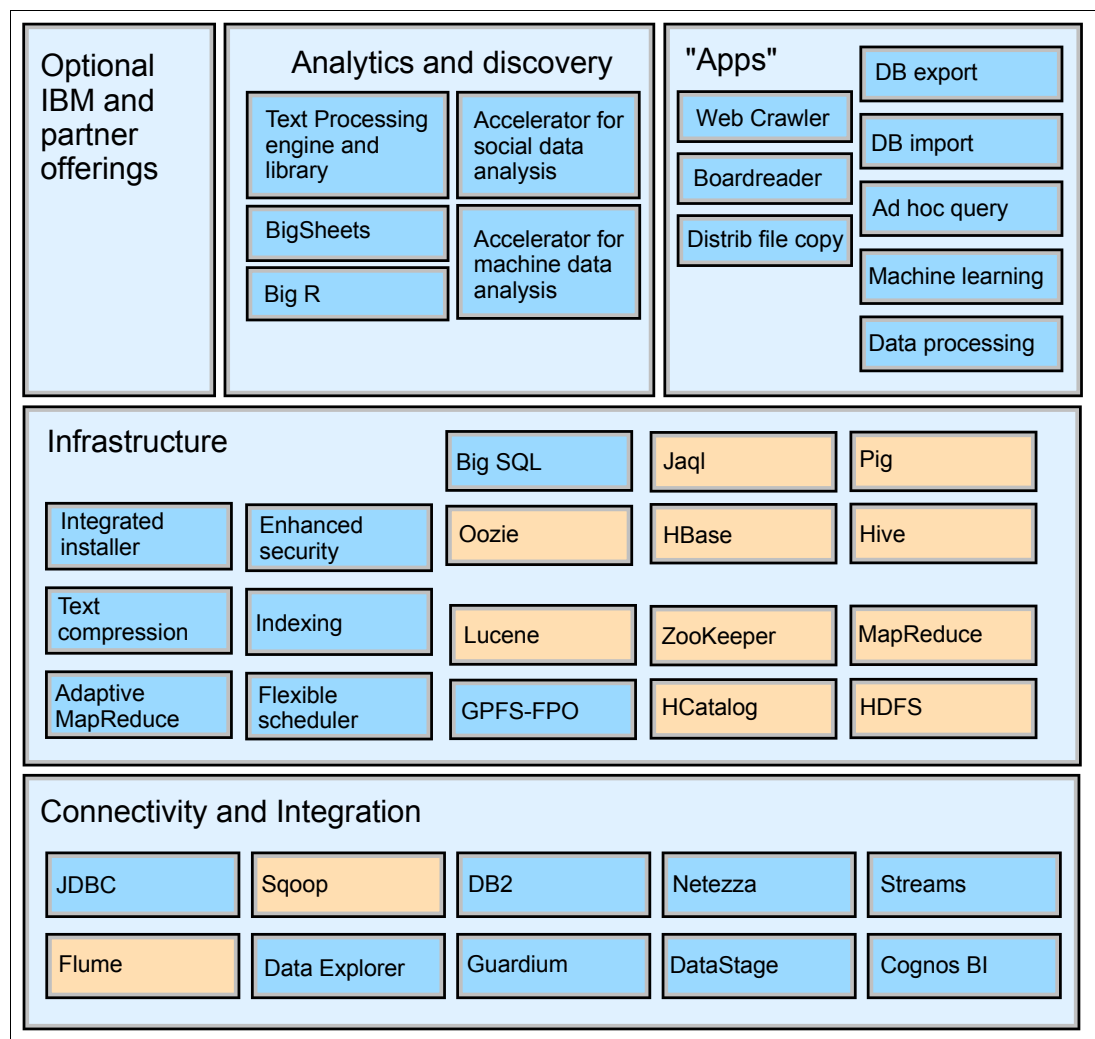 Optional
IBM and
partner
offerings
Analytics and discovery
Text Processing
engine and
library
BigSheets
Big R
Accelerator for
social data
analysis
Accelerator for
machine data
analysis
"Apps"
Web Crawler
Boardreader
Distrib file copy
DB export
DB import
Ad hoc query
Machine learning
Data processing
Infrastructure
Integrated
installer
Enhanced
security
Text
compression
Indexing
Adaptive
MapReduce
Flexible
scheduler
Big SQL
Jaql
Pig
Oozie
HBase
Hive
Lucene
ZooKeeper
MapReduce
GPFS-FPO
HCatalog
HDFS
Connectivity and Integration
JDBC
Sqoop
DB2
Netezza
Streams
Flume
Data Explorer
Guardium
DataStage
Cognos BI